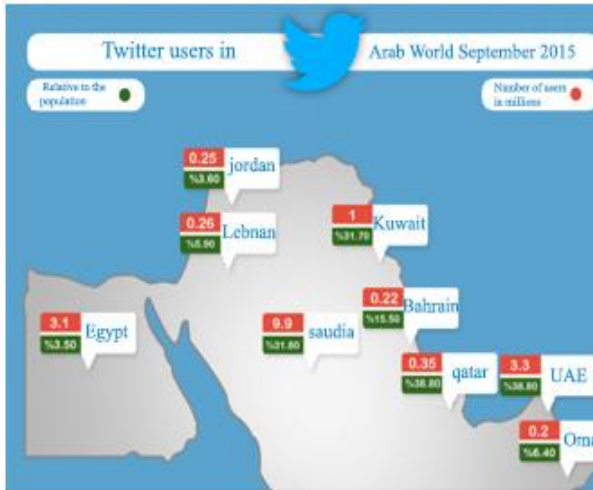 Twitter users in
Arab World September 2015
Relative to the
population
Number of users
in millions
0.25
%3.60
jordan
0.26
%5.90
Lebnan
1
%31.70
Kuwait
0.22
%15.50
Bahrain
3.1
%3.50
Egypt
9.9
%31.80
saudia
0.35
%38.80
qatar
3.3
%38.80
UAE
0.2
%6.40
Oma